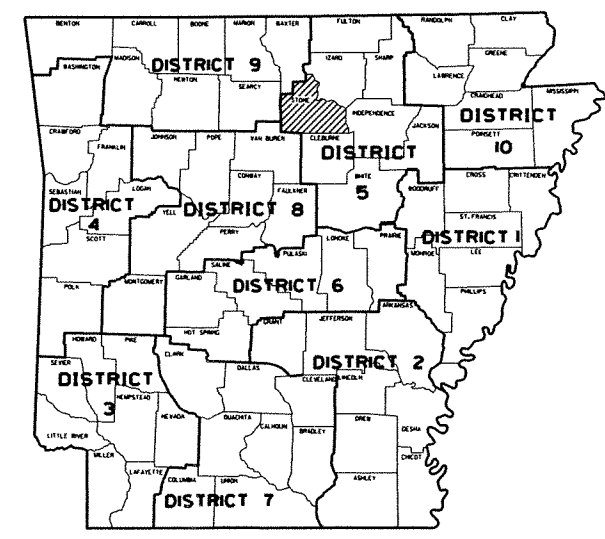 BENTON CARROLL BOONE MARION BAXTER FULTON RANDOLPH CLAY
WASHINGTON MADISON DISTRICT 9 IZARD SHARP GREENE
NEWTON SEARCY STONE LAWRENCE
INDEPENDENCE CRAIGHEAD MISSISSIPPI
DISTRICT
10
CRAWFORD FRANKLIN JOHNSON POPE VAN BUREN CLEBURNE JACKSON POINSETT
DISTRICT
5
LOGAN CONWAY FAULKNER WHITE WOODRUFF CROSS CRITTENDEN
SEBASTIAN
DISTRICT
4
YELL DISTRICT 8 ST. FRANCIS
SCOTT PERRY PULASKI LONOKE PRAIRIE MONROE DISTRICT 1
LEE
POLK MONTGOMERY GARLAND SALINE DISTRICT 6 PHILLIPS
HOT SPRING GRANT JEFFERSON ARKANSAS
HOWARD PIKE CLARK
SEVIER DALLAS CLEVELAND LINCOLN DISTRICT 2
DISTRICT
3
HEMPSTEAD NEVADA OUACHITA CALHOUN BRADLEY DREW DESHA
LITTLE RIVER MILLER CHICOT
LAFAYETTE COLUMBIA UNION ASHLEY
DISTRICT 7